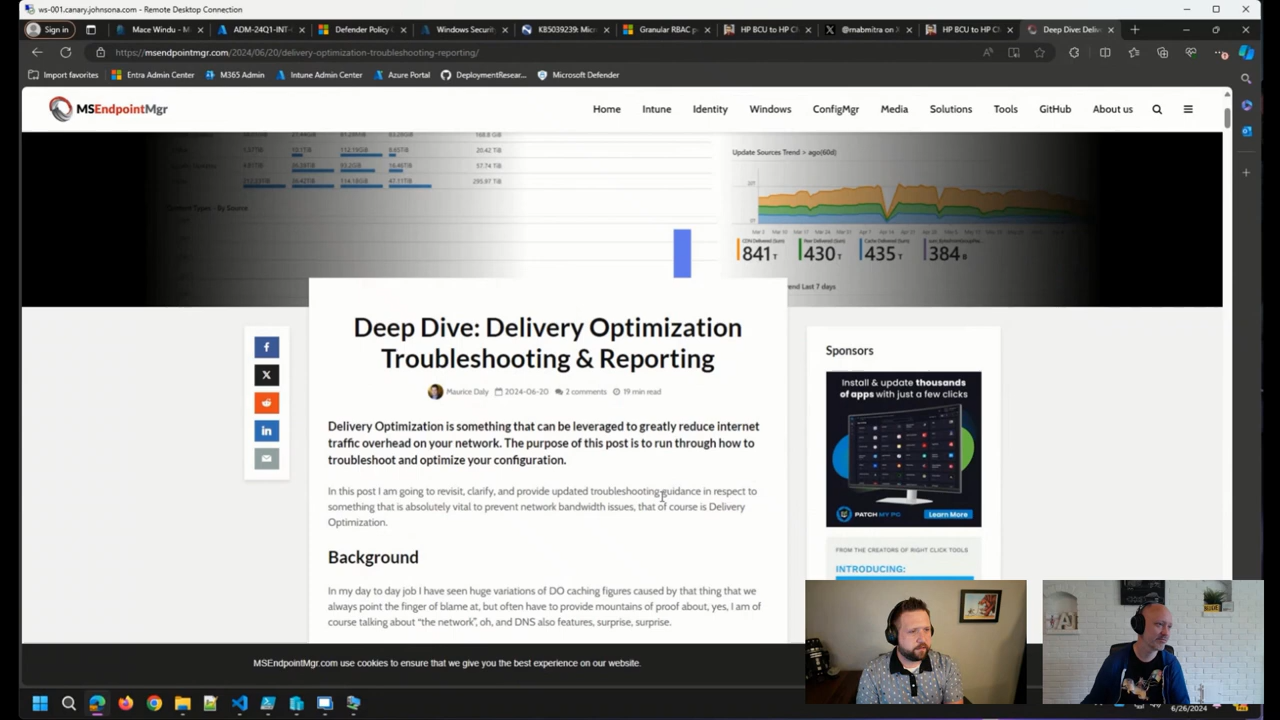 ws-001.canary.johnsona.com - Remote Desktop Connection
Sign in
Mace Windu - M
ADM-24Q1-INT-
Defender Policy
Windows Securit
KB5039239: Micr
Granular RBAC p
HP BCU to HP C
@mabmitra on X
HP BCU to HP C
Deep Dive: Deliv
https://msendpointmgr.com/2024/06/20/delivery-optimization-troubleshooting-reporting/
Import favorites
Entra Admin Center
M365 Admin
Intune Admin Center
Azure Portal
DeploymentResear...
Microsoft Defender
MSEndpointMgr
Home
Intune
Identity
Windows
ConfigMgr
Media
Solutions
Tools
GitHub
About us
Update Sources Trend > ago(60d)
841 T
430 T
435 T
384
Trend Last 7 days
Deep Dive: Delivery Optimization
Troubleshooting & Reporting
Maurice Daly
2024-06-20
2 comments
19 min read
Delivery Optimization is something that can be leveraged to greatly reduce internet
traffic overhead on your network. The purpose of this post is to run through how to
troubleshoot and optimize your configuration.
In this post I am going to revisit, clarify, and provide updated troubleshooting guidance in respect to
something that is absolutely vital to prevent network bandwidth issues, that of course is Delivery
Optimization.
Background
In my day to day job I have seen huge variations of DO caching figures caused by that thing that we
always point the finger of blame at, but often have to provide mountains of proof about, yes, I am of
course talking about "the network", oh, and DNS also features, surprise, surprise.
Sponsors
Install & update thousands
of apps with just a few clicks
PATCH MY PC
Learn More
FROM THE CREATORS OF RIGHT CLICK TOOLS
INTRODUCING:
MSEndpointMgr.com use cookies to ensure that we give you the best experience on our website.
6/26/2024